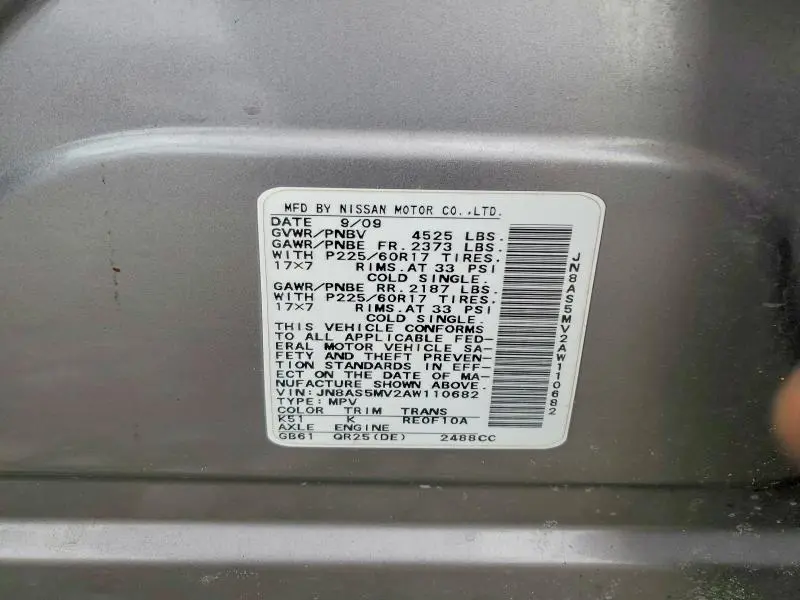 MFD BY NISSAN MOTOR CO.,LTD.
DATE 9/09
GVWR/PNBV 4525 LBS.
GAWR/PNBE FR. 2373 LBS.
WITH P225/60R17 TIRES.
17×7 RIMS. AT 33 PSI
COLD SINGLE.
GAWR/PNBE RR. 2187 LBS.
WITH P225/60R17 TIRES.
17×7 RIMS. AT 33 PSI
COLD SINGLE.
THIS VEHICLE CONFORMS
TO ALL APPLICABLE FED-
ERAL MOTOR VEHICLE SA-
FETY AND THEFT PREVEN-
TION STANDARDS IN EFF-
ECT ON THE DATE OF MA-
NUFACTURE SHOWN ABOVE.
VIN: JN8AS5MV2AW110682
TYPE: MPV
COLOR TRIM TRANS
K51 K RE0F10A
AXLE ENGINE
GB61 QR25(DE) 2488CC
JN8AS5MV2AW110682